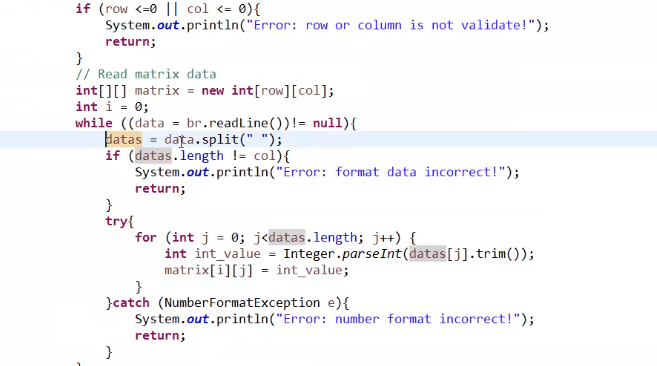 if (row <=0 || col <= 0){
System.out.println("Error: row or column is not validate!");
return;
}
// Read matrix data
int[][] matrix = new int[row][col];
int i = 0;
while ((data = br.readLine())!= null){
datas = data.split(" ");
if (datas.length != col){
System.out.println("Error: format data incorrect!");
return;
}
try{
for (int j = 0; j<datas.length; j++) {
int int_value = Integer.parseInt(datas[j].trim());
matrix[i][j] = int_value;
}
}catch (NumberFormatException e){
System.out.println("Error: number format incorrect!");
return;
}